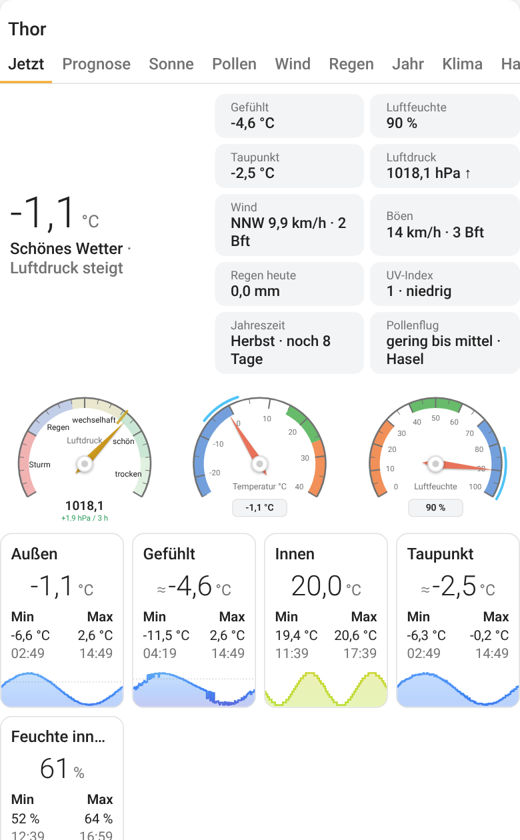 Thor
Jetzt Prognose Sonne Pollen Wind Regen Jahr Klima Ha
-1,1 °C
Schönes Wetter ·
Luftdruck steigt
Gefühlt
-4,6 °C
Luftfeuchte
90 %
Taupunkt
-2,5 °C
Luftdruck
1018,1 hPa ↑
Wind
NNW 9,9 km/h · 2
Bft
Böen
14 km/h · 3 Bft
Regen heute
0,0 mm
UV-Index
1 · niedrig
Jahreszeit
Herbst · noch 8
Tage
Pollenflug
gering bis mittel ·
Hasel
Sturm
Regen
wechselhaft
schön
trocken
Luftdruck
1018,1
+1.9 hPa / 3 h
-20
-10
0
10
20
30
40
Temperatur °C
-1,1 °C
0
10
20
30
40
50
60
70
80
90
100
Luftfeuchte
90 %
Außen
-1,1 °C
Min Max
-6,6 °C 2,6 °C
02:49 14:49
Gefühlt
≈-4,6 °C
Min Max
-11,5 °C 2,6 °C
04:19 14:49
Innen
20,0 °C
Min Max
19,4 °C 20,6 °C
11:39 17:39
Taupunkt
≈-2,5 °C
Min Max
-6,3 °C -0,2 °C
02:49 14:49
Feuchte inn…
61 %
Min Max
52 % 64 %
12:39 16:59